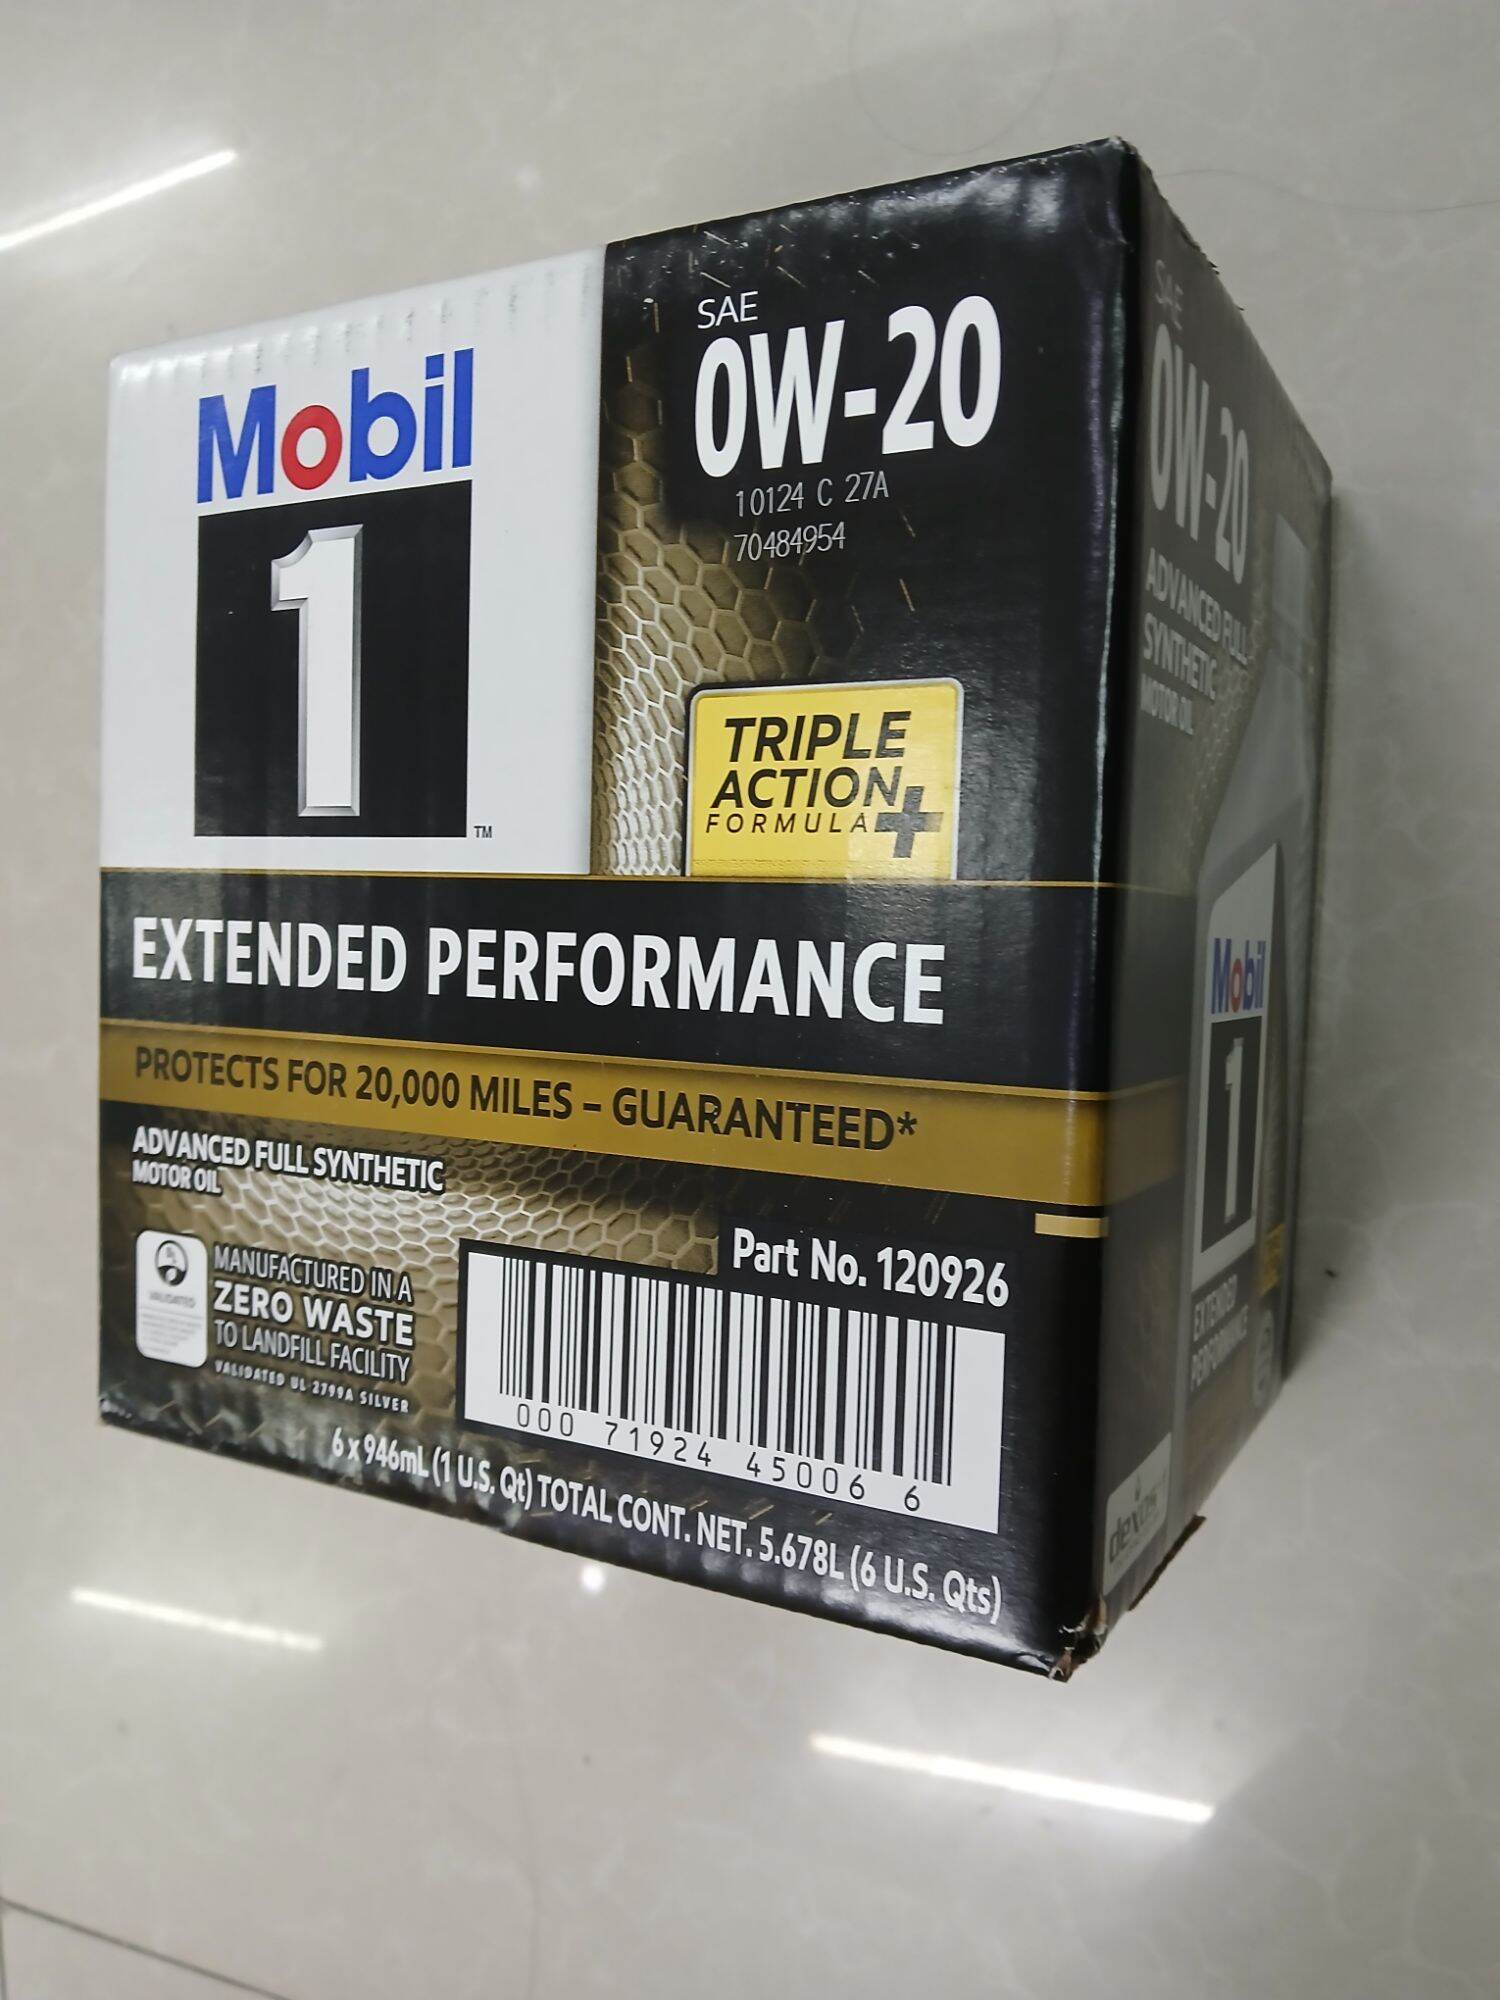 Mobil
1
TM
SAE
0W-20
10124 C 27A
70484954
TRIPLE
ACTION
FORMULA+
EXTENDED PERFORMANCE
PROTECTS FOR 20,000 MILES – GUARANTEED*
ADVANCED FULL SYNTHETIC
MOTOR OIL
VALIDATED
MANUFACTURED IN A
ZERO WASTE
TO LANDFILL FACILITY
VALIDATED UL 2799A SILVER
Part No. 120926
000 71924 45006 6
6 x 946mL (1 U.S. Qt) TOTAL CONT. NET. 5.678L (6 U.S. Qts)
SAE
0W-20
ADVANCED FULL
SYNTHETIC
MOTOR OIL
Mobil
1
EXTENDED
PERFORMANCE
dexos